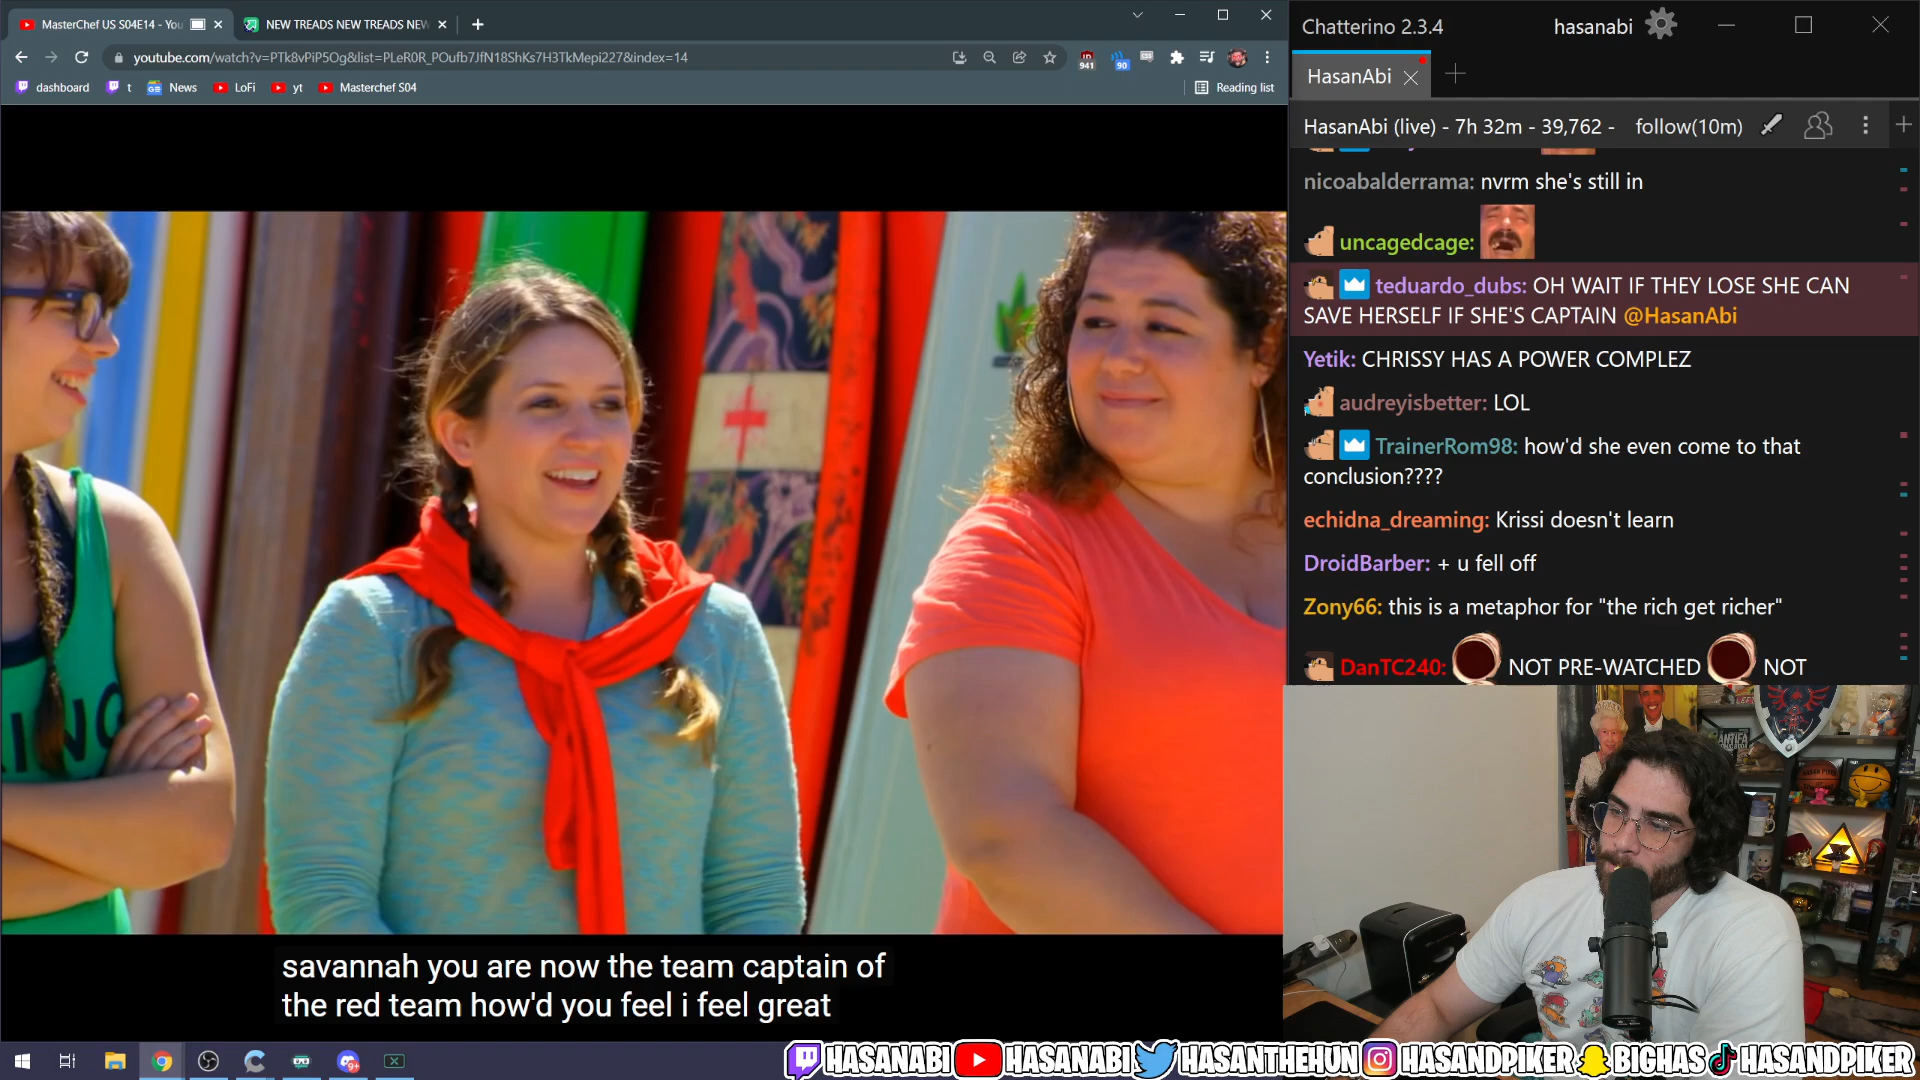 MasterChef US S04E14 - You
NEW TREADS NEW TREADS NEW
youtube.com/watch?v=PTk8vPiP5Og&list=PLeR0R_POufb7JfN18ShKs7H3TkMepi227&index=14
941
90
dashboard
t
News
LoFi
yt
Masterchef S04
Reading list
savannah you are now the team captain of
the red team how'd you feel i feel great
Chatterino 2.3.4
hasanabi
HasanAbi
HasanAbi (live) - 7h 32m - 39,762 - follow(10m)
nicoabalderrama: nvrm she's still in
uncagedcage:
teduardo_dubs: OH WAIT IF THEY LOSE SHE CAN
SAVE HERSELF IF SHE'S CAPTAIN @HasanAbi
Yetik: CHRISSY HAS A POWER COMPLEZ
audreyisbetter: LOL
TrainerRom98: how'd she even come to that
conclusion????
echidna_dreaming: Krissi doesn't learn
DroidBarber: + u fell off
Zony66: this is a metaphor for "the rich get richer"
DanTC240: NOT PRE-WATCHED NOT
HASANABI HASANABI HASANTHEHUN HASANDPIKER BIGHAS HASANDPIKER